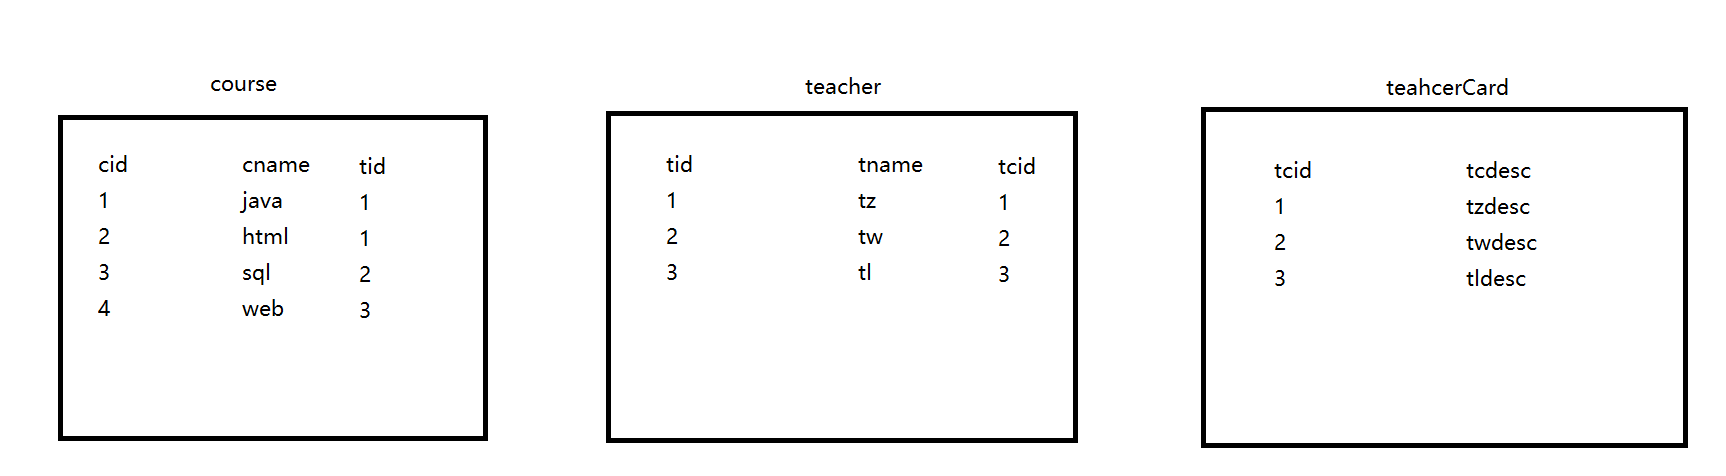 course
cid cname tid
1 java 1
2 html 1
3 sql 2
4 web 3
teacher
tid tname tcid
1 tz 1
2 tw 2
3 tl 3
teahcerCard
tcid tcdesc
1 tzdesc
2 twdesc
3 tldesc